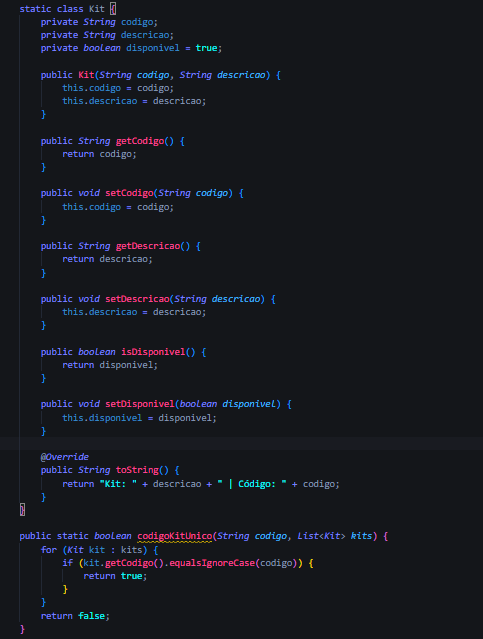 static class Kit {
    private String codigo;
    private String descricao;
    private boolean disponivel = true;

    public Kit(String codigo, String descricao) {
        this.codigo = codigo;
        this.descricao = descricao;
    }

    public String getCodigo() {
        return codigo;
    }

    public void setCodigo(String codigo) {
        this.codigo = codigo;
    }

    public String getDescricao() {
        return descricao;
    }

    public void setDescricao(String descricao) {
        this.descricao = descricao;
    }

    public boolean isDisponivel() {
        return disponivel;
    }

    public void setDisponivel(boolean disponivel) {
        this.disponivel = disponivel;
    }

    @Override
    public String toString() {
        return "Kit: " + descricao + " | Código: " + codigo;
    }
}

public static boolean codigoKitUnico(String codigo, List<Kit> kits) {
    for (Kit kit : kits) {
        if (kit.getCodigo().equalsIgnoreCase(codigo)) {
            return true;
        }
    }
    return false;
}